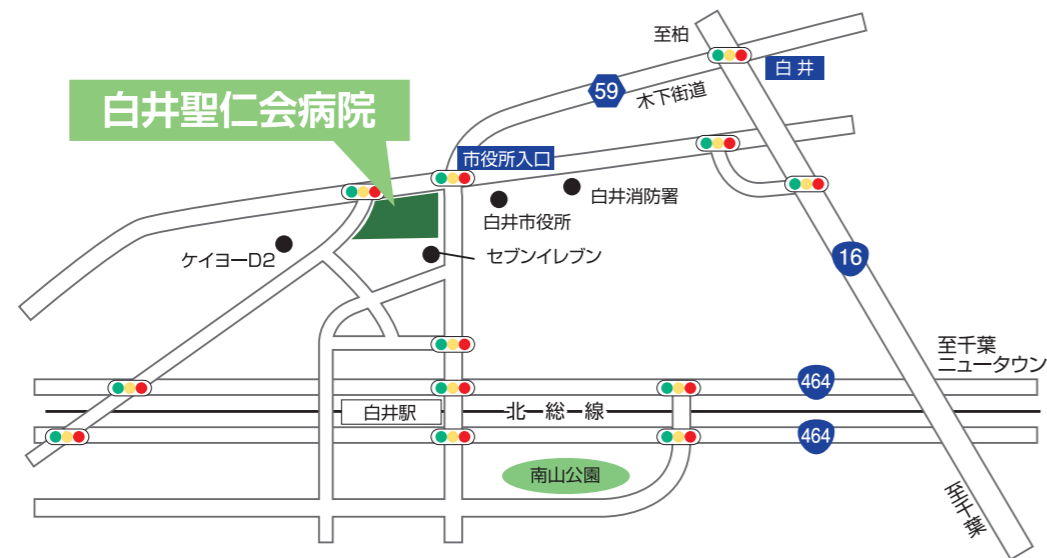 至柏
白井
59
木下街道
白井聖仁会病院
市役所入口
白井消防署
白井市役所
ケイヨーD2
セブンイレブン
16
至千葉
ニュータウン
464
白井駅
北総線
464
南山公園
至千葉